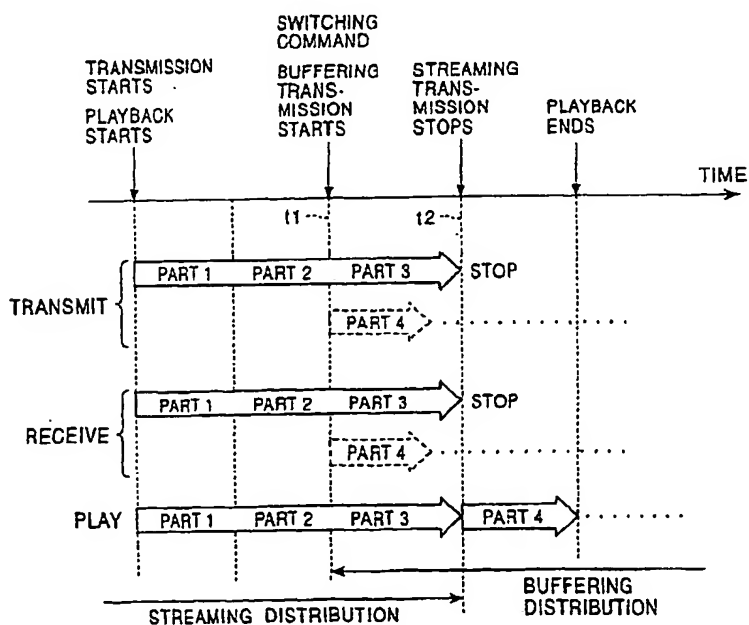 SWITCHING
COMMAND
TRANSMISSION
STARTS
PLAYBACK
STARTS
BUFFERING
TRANS-
MISSION
STARTS
STREAMING
TRANS-
MISSION
STOPS
PLAYBACK
ENDS
TIME
t1
t2
TRANSMIT
PART 1 PART 2 PART 3 STOP
PART 4
RECEIVE
PART 1 PART 2 PART 3 STOP
PART 4
PLAY PART 1 PART 2 PART 3 PART 4
STREAMING DISTRIBUTION
BUFFERING
DISTRIBUTION